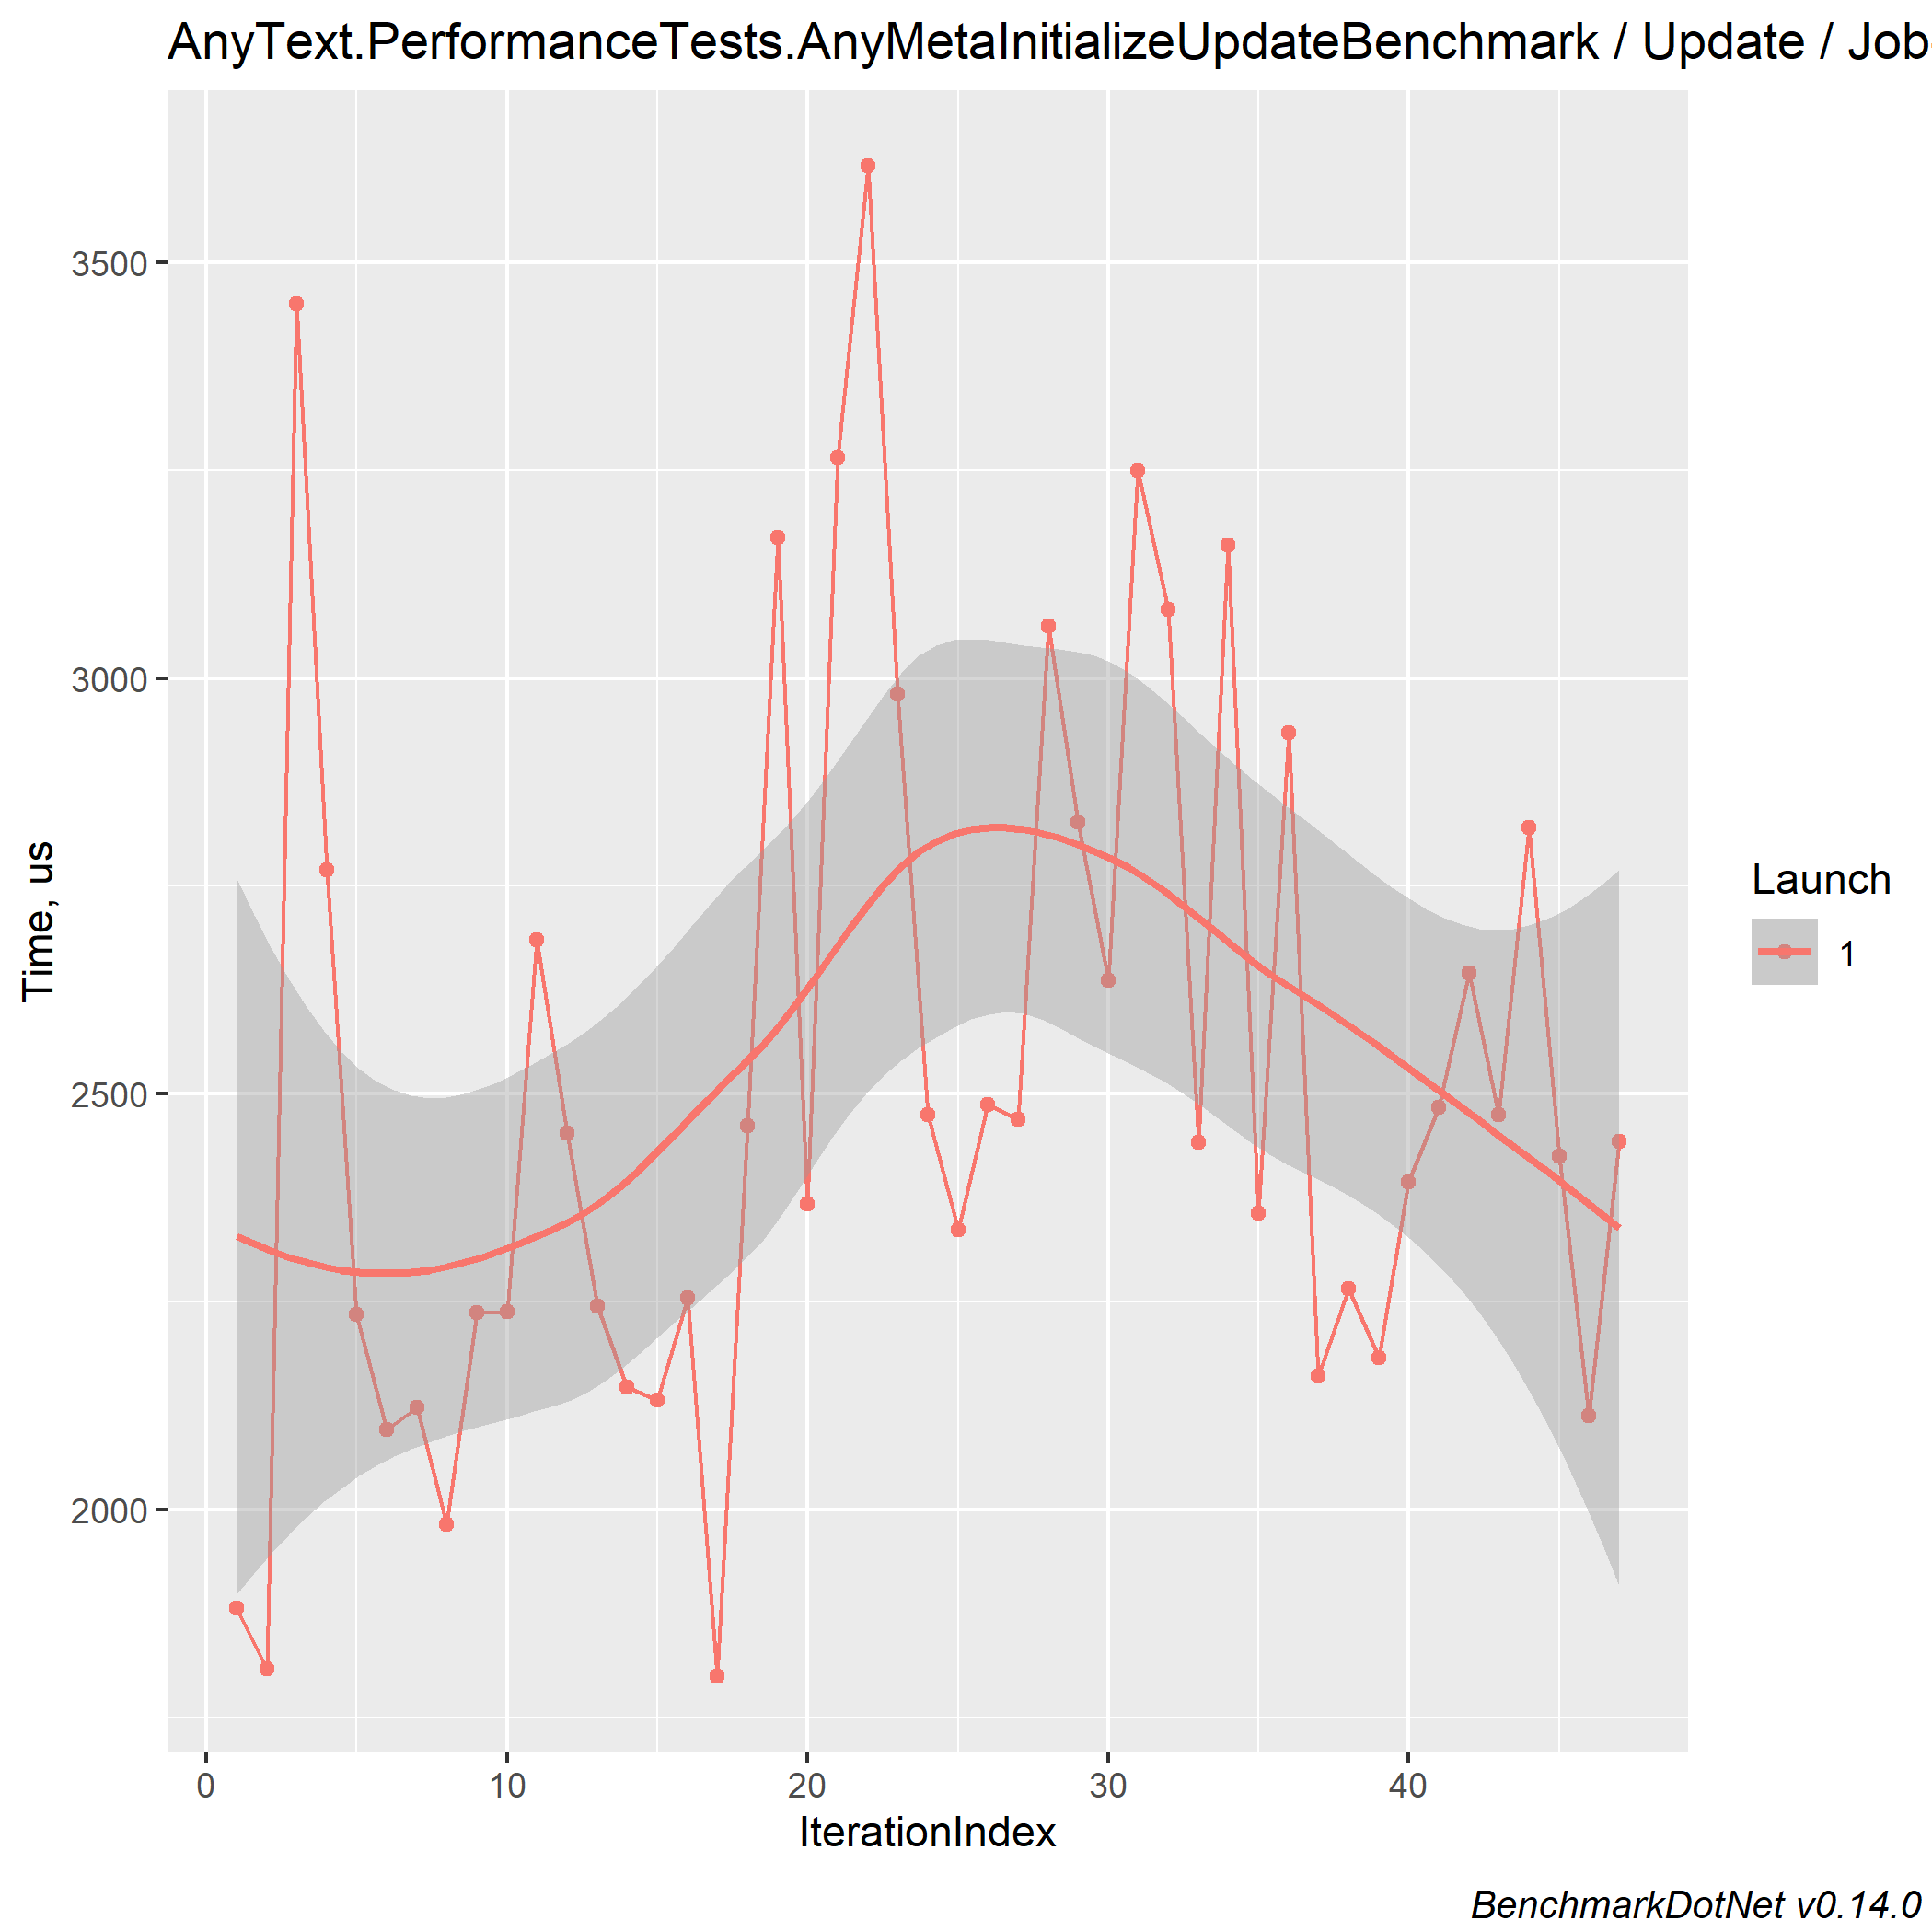 AnyText.PerformanceTests.AnyMetaInitializeUpdateBenchmark / Update / Job
3500
3000
2500
2000
Time, us
0 10 20 30 40
IterationIndex
Launch
1
BenchmarkDotNet v0.14.0